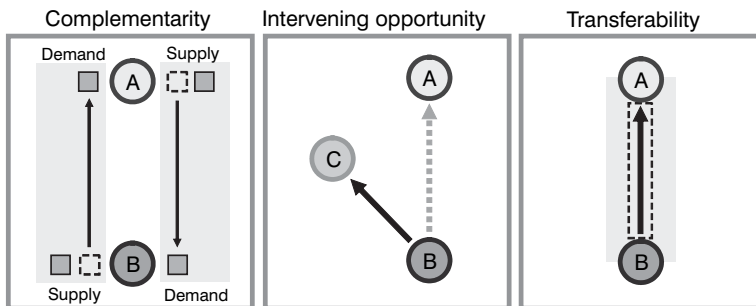 Complementarity
Intervening opportunity
Transferability
Demand
Supply
A
B
Supply
Demand
A
C
B
A
B